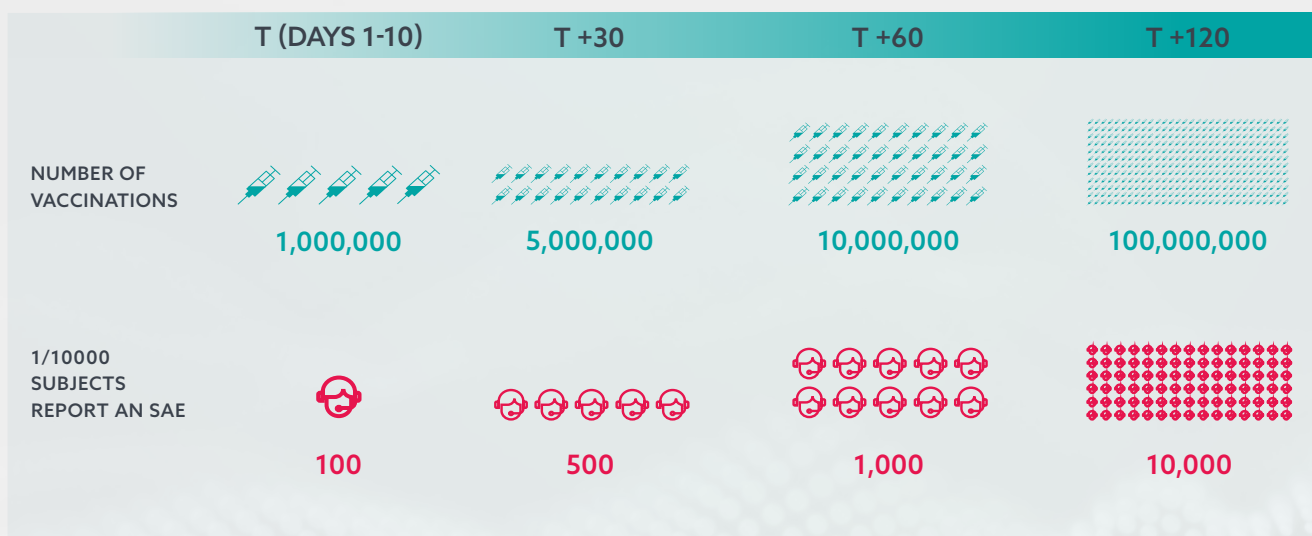 T (DAYS 1-10) T +30 T +60 T +120
NUMBER OF
VACCINATIONS
1,000,000 5,000,000 10,000,000 100,000,000
1/10000
SUBJECTS
REPORT AN SAE
100 500 1,000 10,000